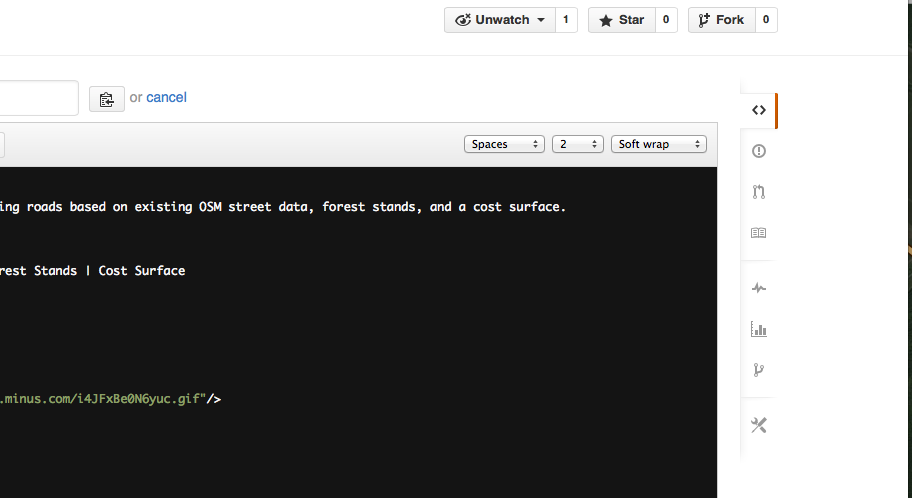 Unwatch 1 Star 0 Fork 0
or cancel
Spaces 2 Soft wrap
ing roads based on existing OSM street data, forest stands, and a cost surface.
rest Stands | Cost Surface
.minus.com/i4JFxBe0N6yuc.gif"/>